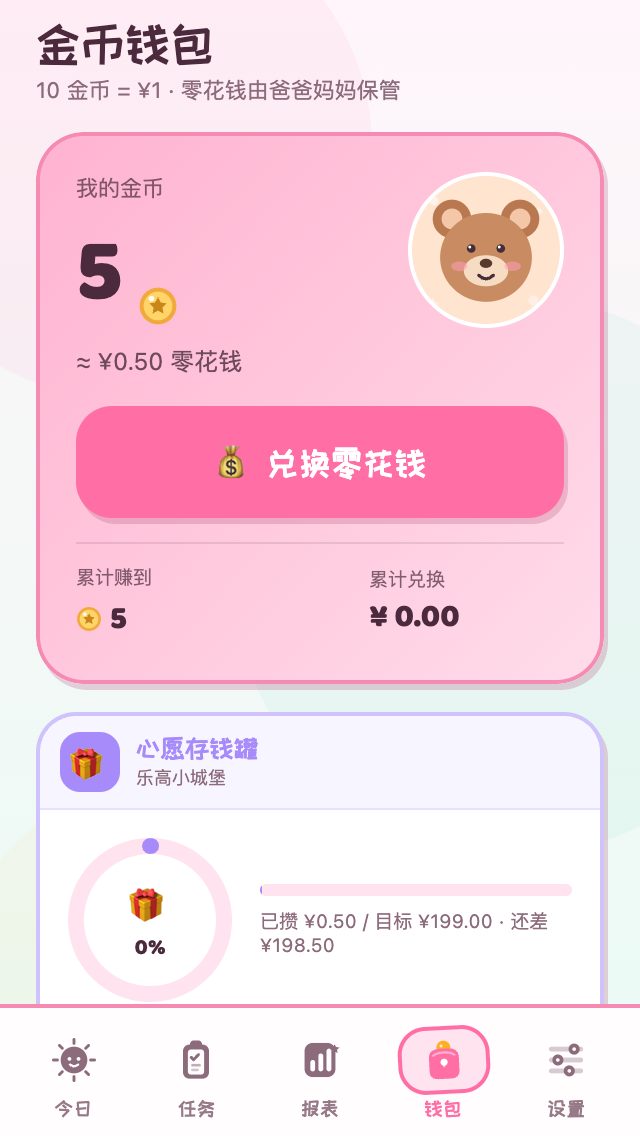 金币钱包
10 金币 = ¥1 · 零花钱由爸爸妈妈保管
我的金币
5
≈ ¥0.50 零花钱
兑换零花钱
累计赚到
5
累计兑换
¥ 0.00
心愿存钱罐
乐高小城堡
0%
已攒 ¥0.50 / 目标 ¥199.00 · 还差
¥198.50
今日
任务
报表
钱包
设置